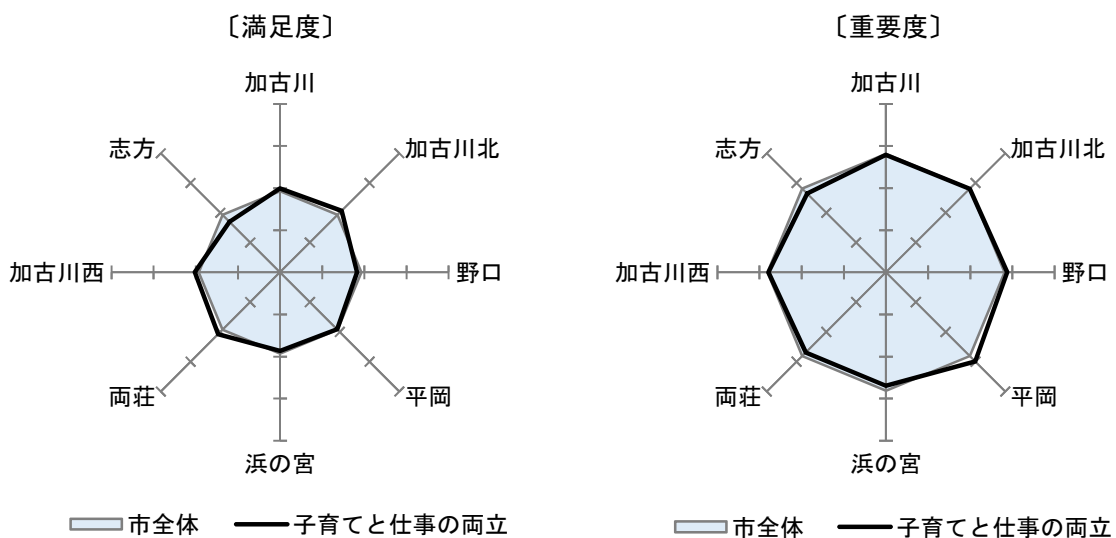 〔満足度〕
加古川
加古川北
野口
平岡
浜の宮
両荘
加古川西
志方
市全体
子育てと仕事の両立
〔重要度〕
加古川
加古川北
野口
平岡
浜の宮
両荘
加古川西
志方
市全体
子育てと仕事の両立